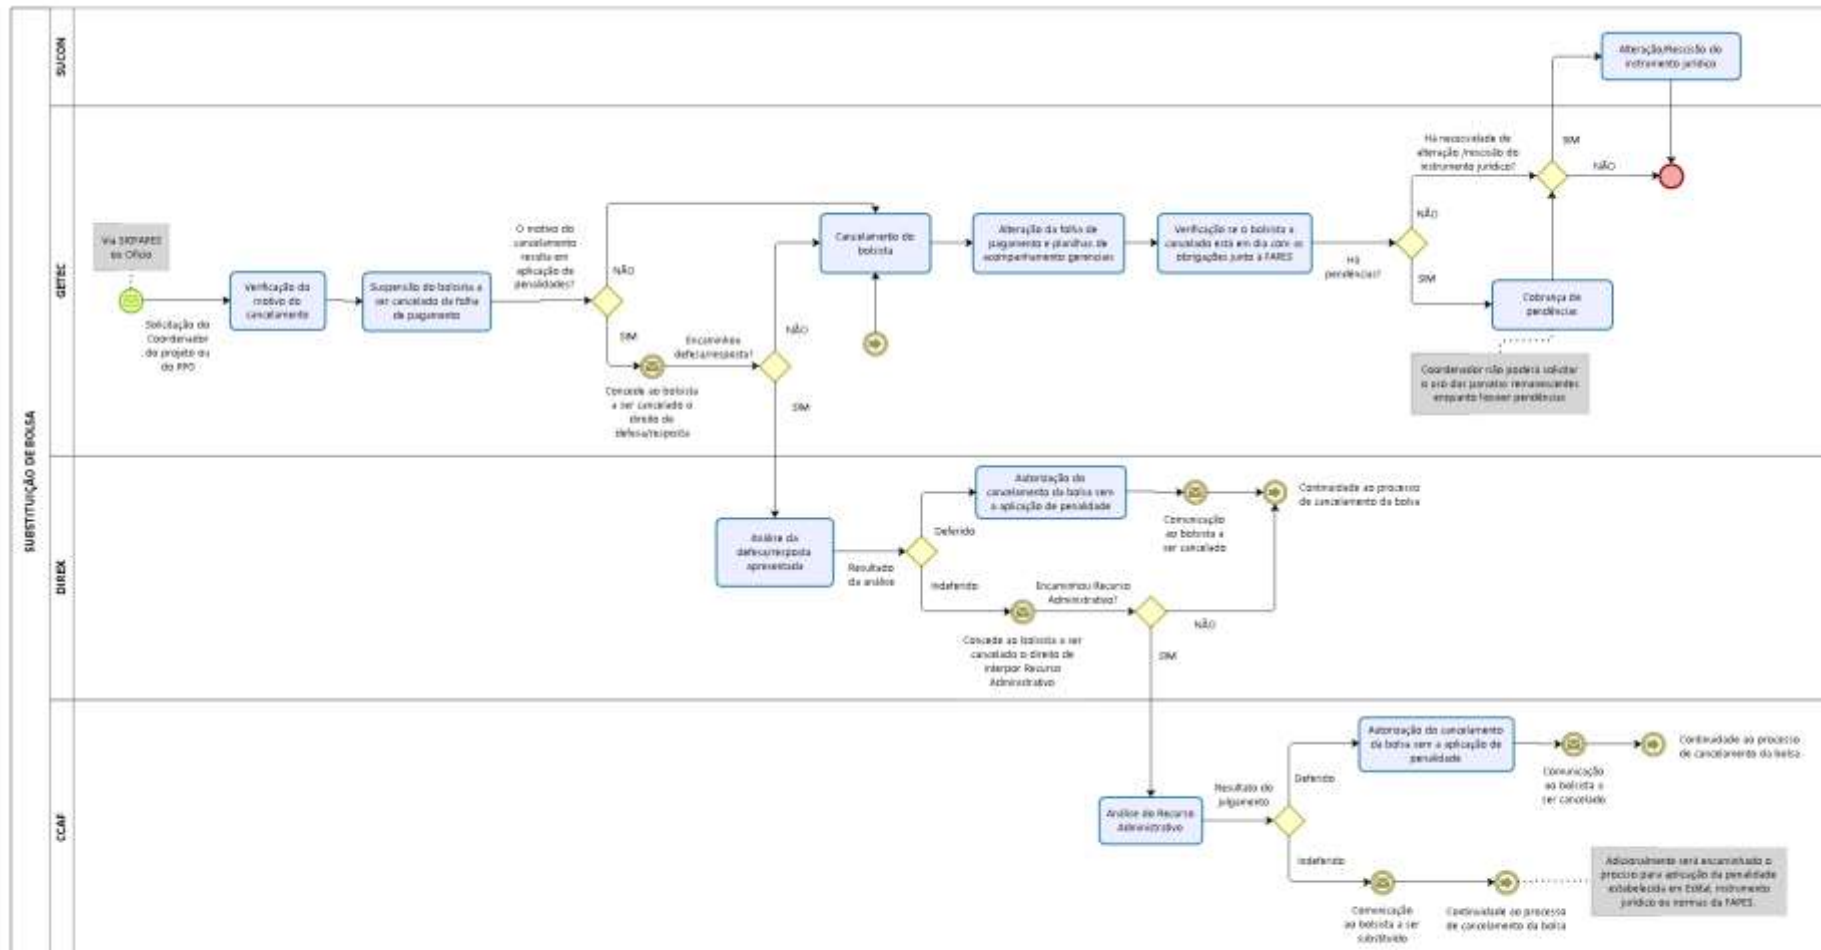 SUBSTITUIÇÃO DE BOLSA
SUCON
Alteração/Rescisão do
instrumento jurídico
GETEC
Via SIGFAPES
ou Ofício
Solicitação do
Coordenador
do projeto ou
do PPG
Verificação do
motivo do
cancelamento
Suspensão do bolsista a
ser cancelado da folha
de pagamento
O motivo do
cancelamento
resulta em
aplicação de
penalidades?
NÃO
SIM
Concede ao bolsista
a ser cancelado o
direito de
defesa/resposta
Encaminhou
defesa/resposta?
NÃO
SIM
Cancelamento do
bolsista
Alteração da folha de
pagamento e planilhas de
acompanhamento gerenciais
Verificação se o bolsista a
cancelado está em dia com as
obrigações junto a FAPES
Há
pendências?
NÃO
SIM
Há necessidade de
alteração /rescisão do
instrumento jurídico?
SIM
NÃO
Cobrança de
pendências
Coordenador não poderá solicitar
o uso das parcelas remanescentes
enquanto houver pendências
DIREX
Análise da
defesa/resposta
apresentada
Resultado
da análise
Deferido
Indeferido
Autorização do
cancelamento da bolsa sem
a aplicação de penalidade
Comunicação
ao bolsista a
ser cancelado
Continuidade ao processo
de cancelamento da bolsa
Concede ao bolsista a ser
cancelado o direito de
interpor Recurso
Administrativo
Encaminhou Recurso
Administrativo?
NÃO
SIM
CCAF
Análise do Recurso
Administrativo
Resultado do
julgamento
Deferido
Indeferido
Autorização do cancelamento
da bolsa sem a aplicação de
penalidade
Comunicação
ao bolsista a
ser cancelado
Continuidade ao processo
de cancelamento da bolsa
Comunicação
ao bolsista a ser
substituído
Continuidade ao processo
de cancelamento da bolsa
Adicionalmente será encaminhado o
process para aplicação da penalidade
estabelecida em Edital, instrumento
jurídico ou normas da FAPES.